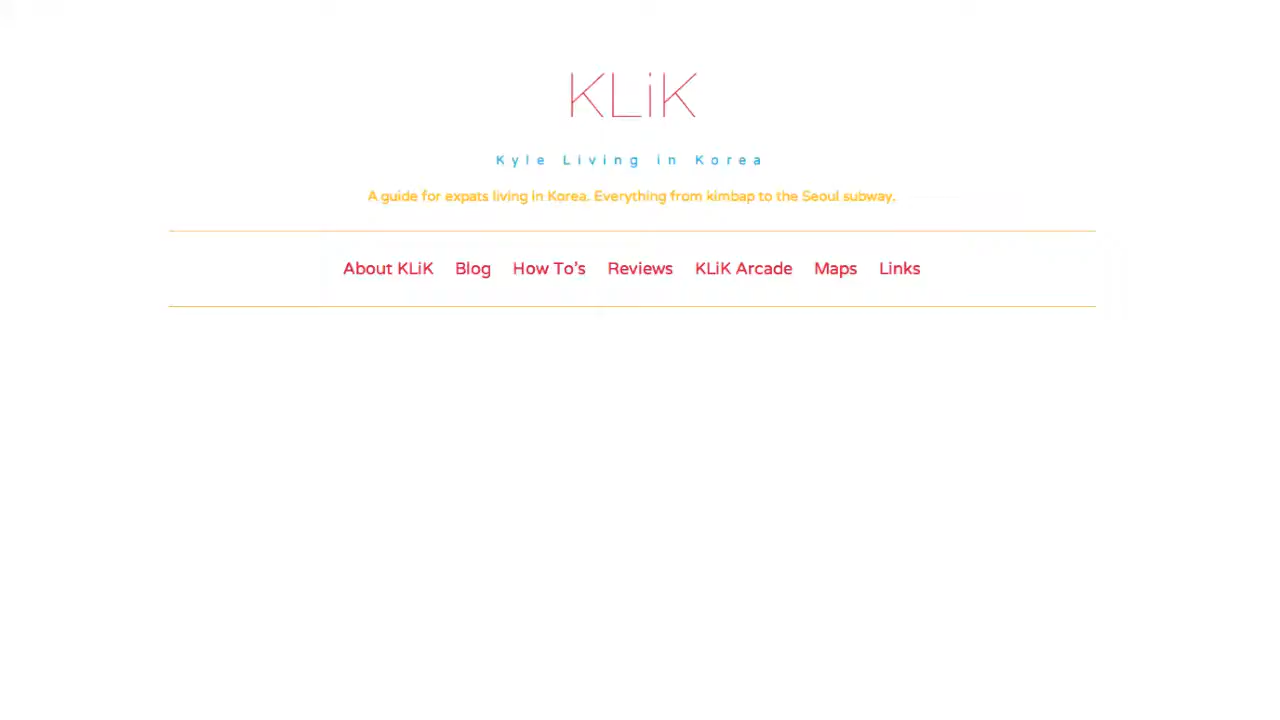 KLiK
Kyle Living in Korea
A guide for expats living in Korea. Everything from kimbap to the Seoul subway.
About KLiK Blog How To's Reviews KLiK Arcade Maps Links